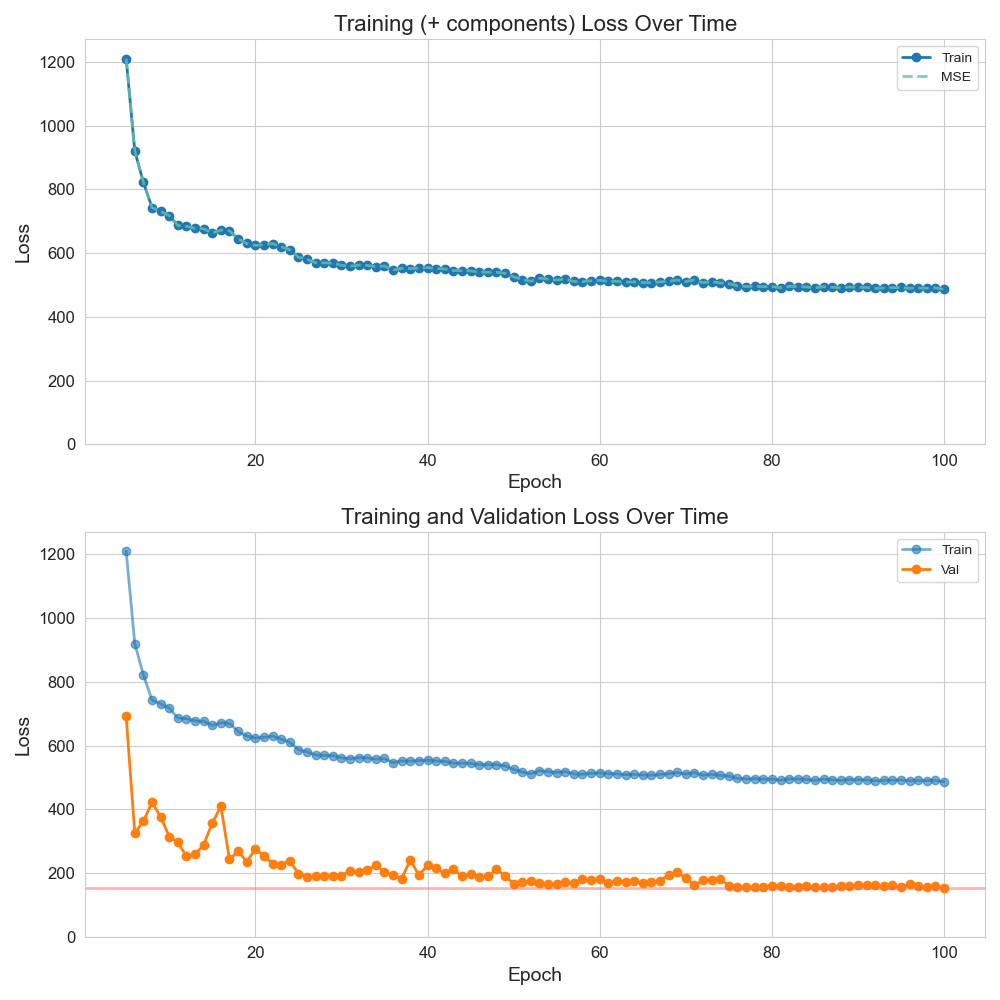 Training (+ components) Loss Over Time
Train
MSE
1200
1000
800
600
400
200
0
Loss
20 40 60 80 100
Epoch
Training and Validation Loss Over Time
Train
Val
1200
1000
800
600
400
200
0
Loss
20 40 60 80 100
Epoch